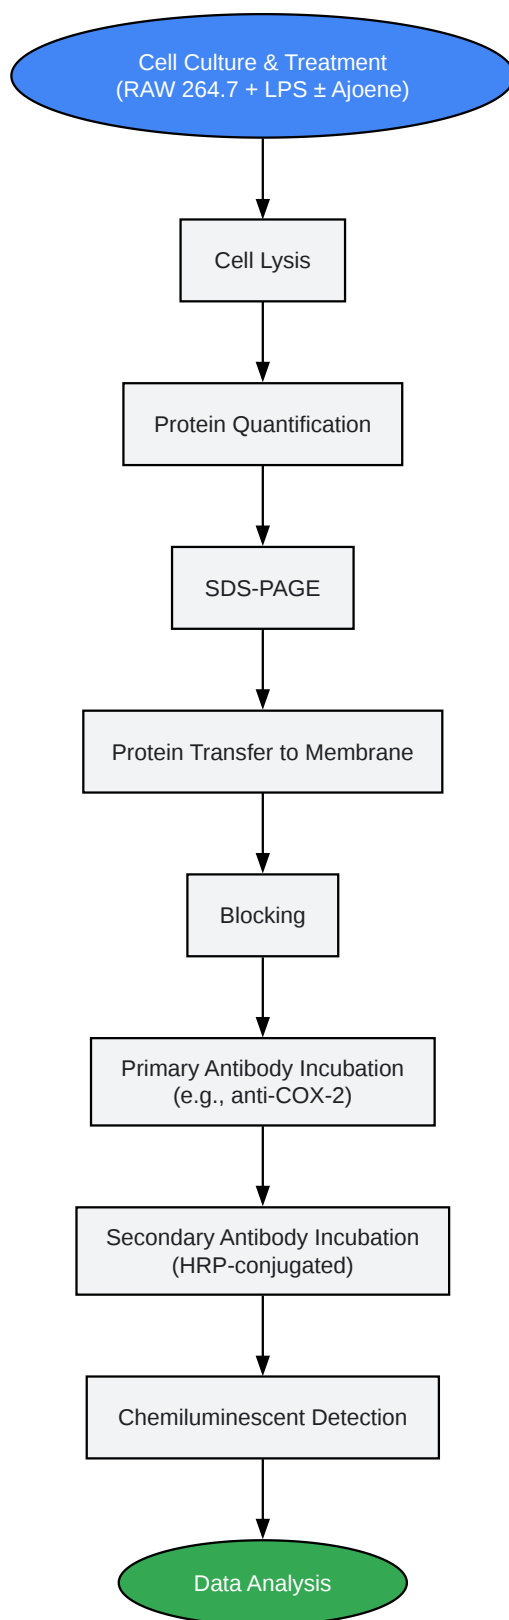 Cell Culture & Treatment
(RAW 264.7 + LPS ± Ajoene)
Cell Lysis
Protein Quantification
SDS-PAGE
Protein Transfer to Membrane
Blocking
Primary Antibody Incubation
(e.g., anti-COX-2)
Secondary Antibody Incubation
(HRP-conjugated)
Chemiluminescent Detection
Data Analysis